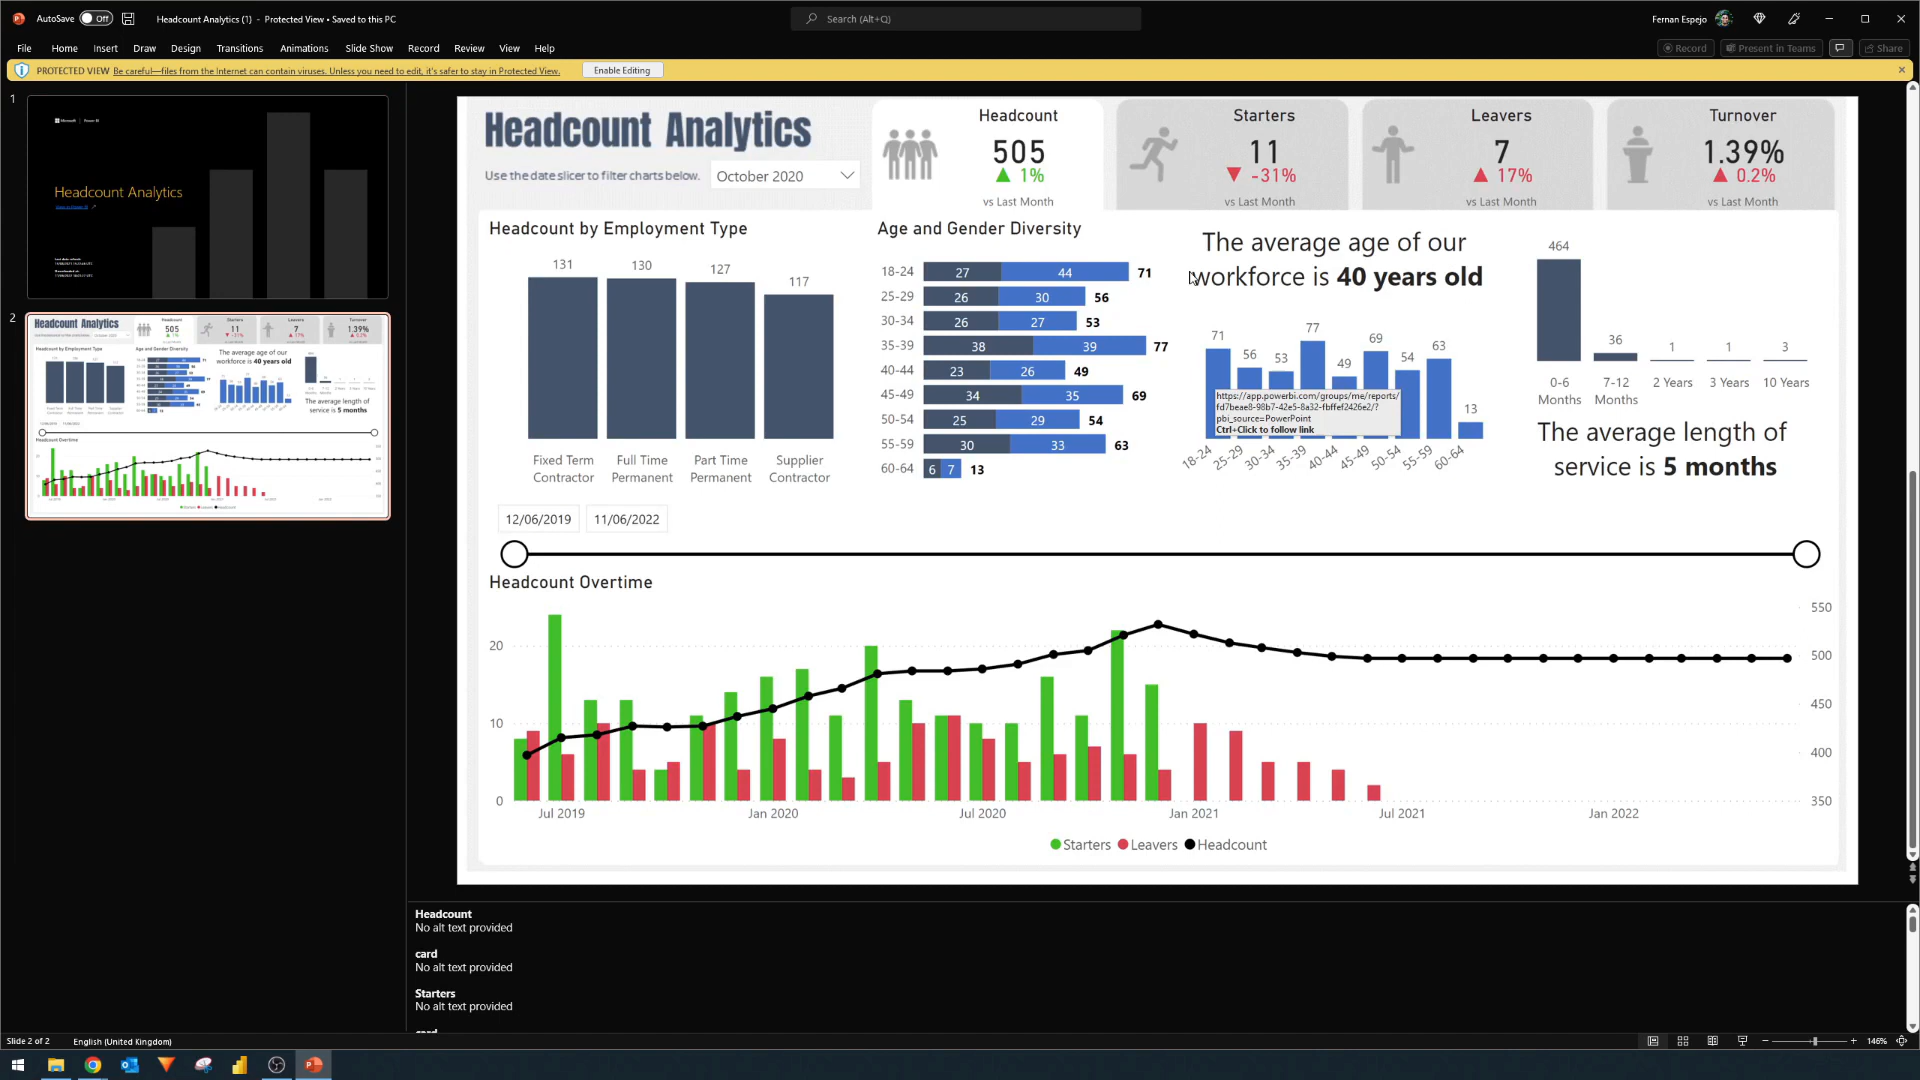 AutoSave Off
Headcount Analytics (1) - Protected View • Saved to this PC
Search (Alt+Q)
Fernan Espejo
File Home Insert Draw Design Transitions Animations Slide Show Record Review View Help
Record Present in Teams Share
PROTECTED VIEW Be careful—files from the Internet can contain viruses. Unless you need to edit, it's safer to stay in Protected View. Enable Editing
1
Microsoft | Power BI
Headcount Analytics
2
Headcount Analytics
Use the date slicer to filter charts below.
October 2020
Headcount
505
1%
vs Last Month
Starters
11
-31%
vs Last Month
Leavers
7
17%
vs Last Month
Turnover
1.39%
0.2%
vs Last Month
Headcount by Employment Type
131 130 127 117
Fixed Term Contractor
Full Time Permanent
Part Time Permanent
Supplier Contractor
Age and Gender Diversity
18-24 27 44 71
25-29 26 30 56
30-34 26 27 53
35-39 38 39 77
40-44 23 26 49
45-49 34 35 69
50-54 25 29 54
55-59 30 33 63
60-64 6 7 13
The average age of our
workforce is 40 years old
71 56 53 77 49 69 54 63 13
https://app.powerbi.com/groups/me/reports/
fd7beae8-98b7-42e5-8a32-fbffef2426e2/?
pbi_source=PowerPoint
Ctrl+Click to follow link
18-24 25-29 30-34 35-39 40-44 45-49 50-54 55-59 60-64
464 36 1 1 3
0-6 Months
7-12 Months
2 Years
3 Years
10 Years
The average length of
service is 5 months
12/06/2019 11/06/2022
Headcount Overtime
20
10
0
550
500
450
400
350
Jul 2019 Jan 2020 Jul 2020 Jan 2021 Jul 2021 Jan 2022
Starters Leavers Headcount
Headcount
No alt text provided
card
No alt text provided
Starters
No alt text provided
card
Slide 2 of 2 English (United Kingdom)
146%